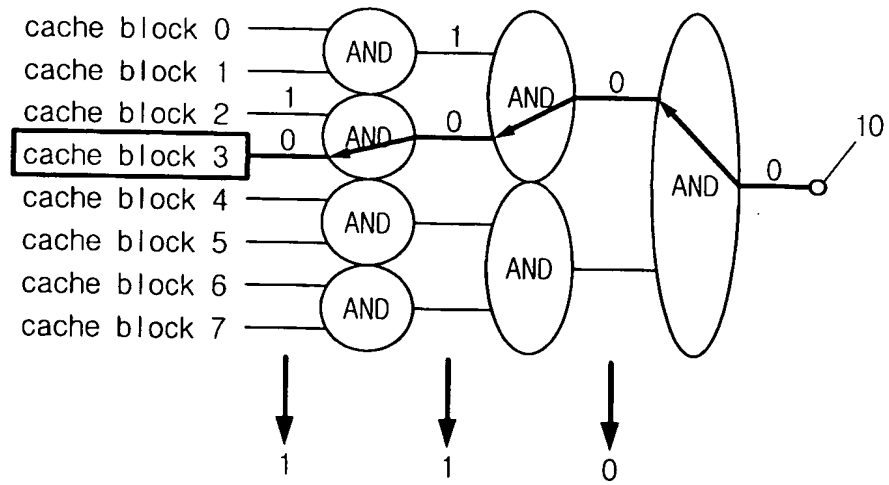 cache block 0
cache block 1
cache block 2
cache block 3
cache block 4
cache block 5
cache block 6
cache block 7
1
0
AND
AND
AND
AND
1
0
AND
AND
0
AND
0
10
1
1
0